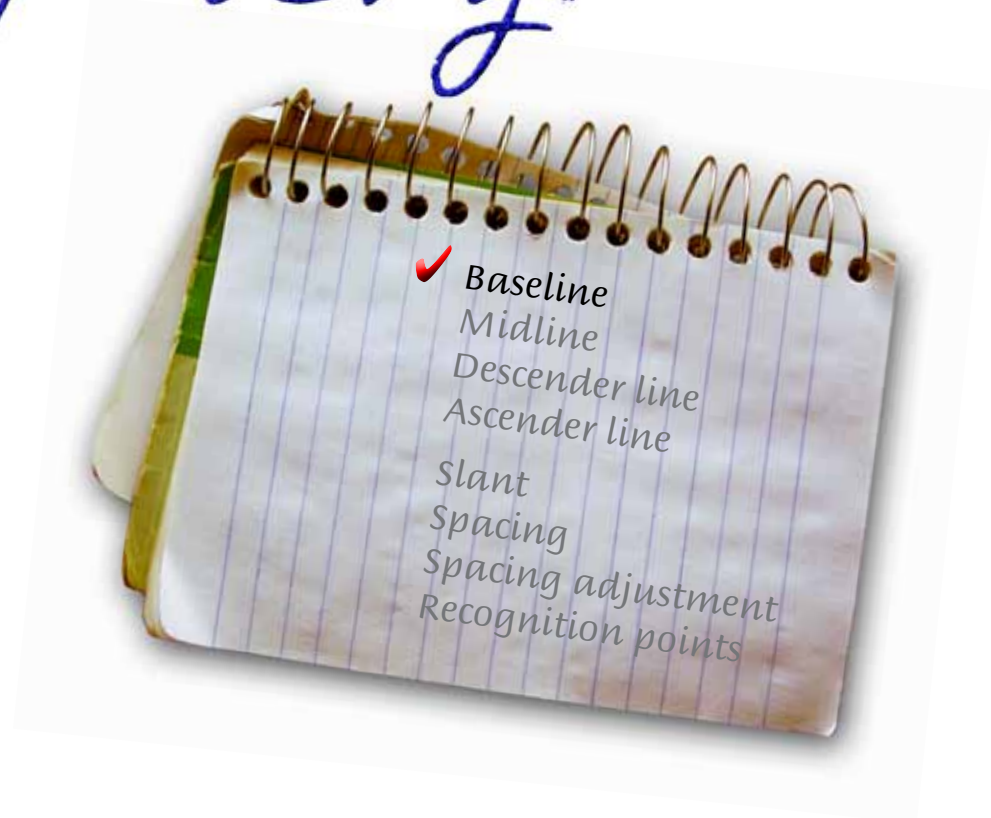 Baseline
Midline
Descender line
Ascender line
Slant
Spacing
Spacing adjustment
Recognition points